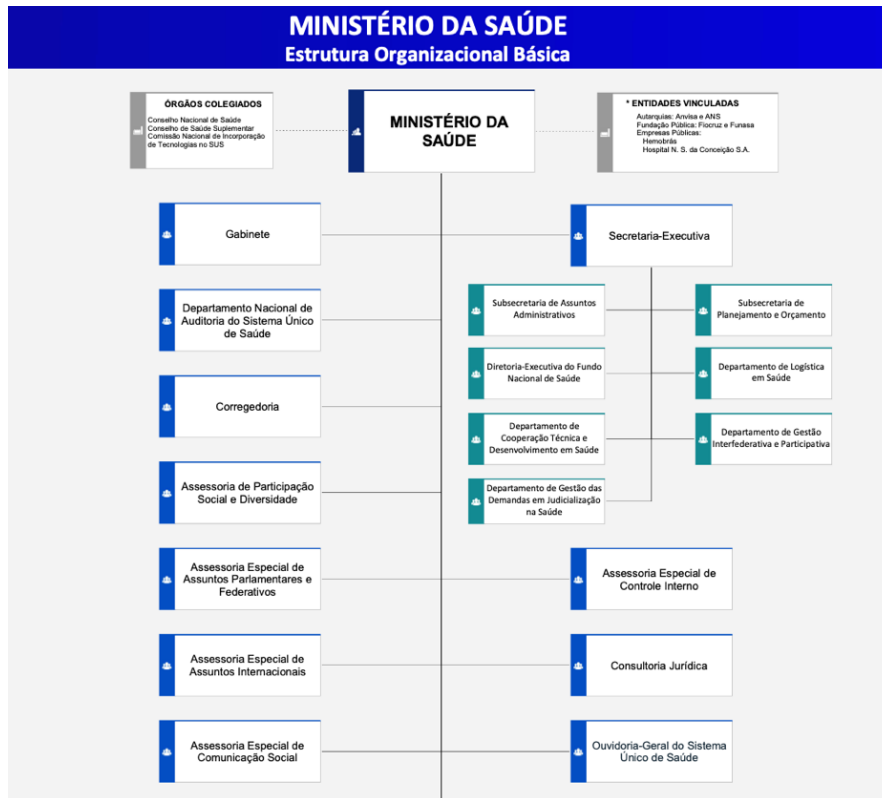 MINISTÉRIO DA SAÚDE
Estrutura Organizacional Básica
ÓRGÃOS COLEGIADOS
Conselho Nacional de Saúde
Conselho de Saúde Suplementar
Comissão Nacional de Incorporação
de Tecnologias no SUS
MINISTÉRIO DA
SAÚDE
* ENTIDADES VINCULADAS
Autarquias: Anvisa e ANS
Fundação Pública: Fiocruz e Funasa
Empresas Públicas:
Hemobrás
Hospital N. S. da Conceição S.A.
Gabinete
Secretaria-Executiva
Departamento Nacional de
Auditoria do Sistema Único
de Saúde
Subsecretaria de Assuntos
Administrativos
Subsecretaria de
Planejamento e Orçamento
Diretoria-Executiva do Fundo
Nacional de Saúde
Departamento de Logística
em Saúde
Corregedoria
Departamento de
Cooperação Técnica e
Desenvolvimento em Saúde
Departamento de Gestão
Interfederativa e Participativa
Assessoria de Participação
Social e Diversidade
Departamento de Gestão das
Demandas em Judicialização
na Saúde
Assessoria Especial de
Assuntos Parlamentares e
Federativos
Assessoria Especial de
Controle Interno
Assessoria Especial de
Assuntos Internacionais
Consultoria Jurídica
Assessoria Especial de
Comunicação Social
Ouvidoria-Geral do Sistema
Único de Saúde